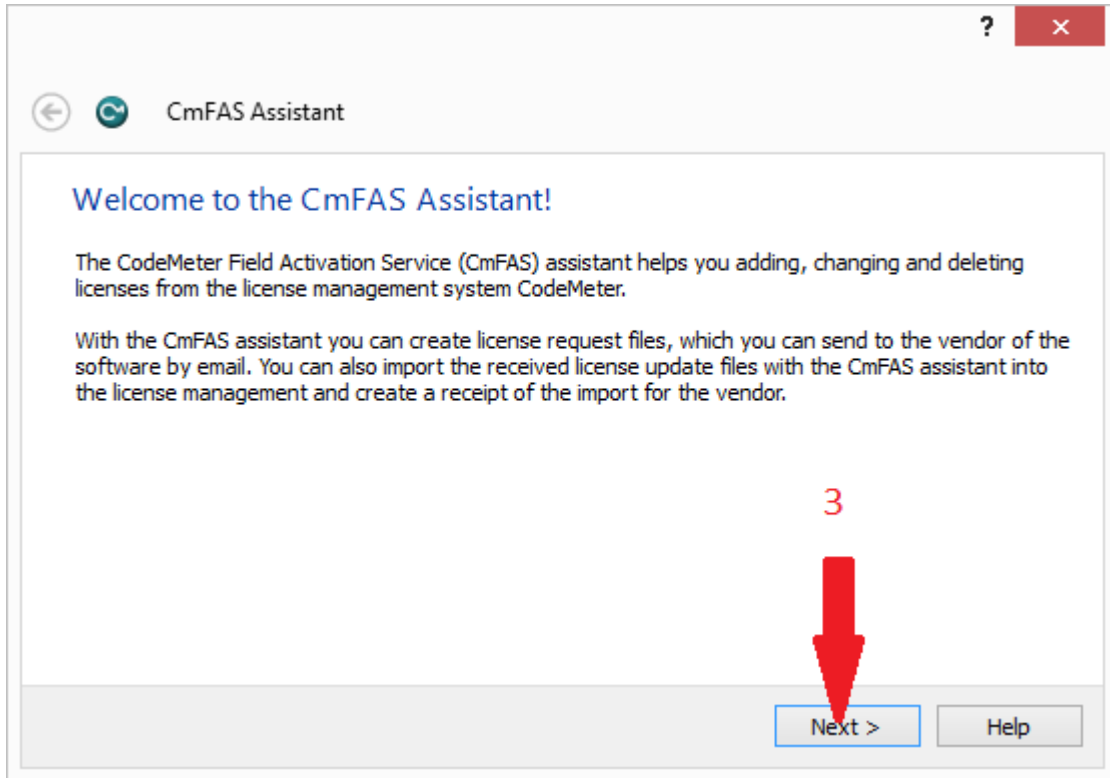 ?
CmFAS Assistant
Welcome to the CmFAS Assistant!
The CodeMeter Field Activation Service (CmFAS) assistant helps you adding, changing and deleting
licenses from the license management system CodeMeter.
With the CmFAS assistant you can create license request files, which you can send to the vendor of the
software by email. You can also import the received license update files with the CmFAS assistant into
the license management and create a receipt of the import for the vendor.
3
Next >
Help